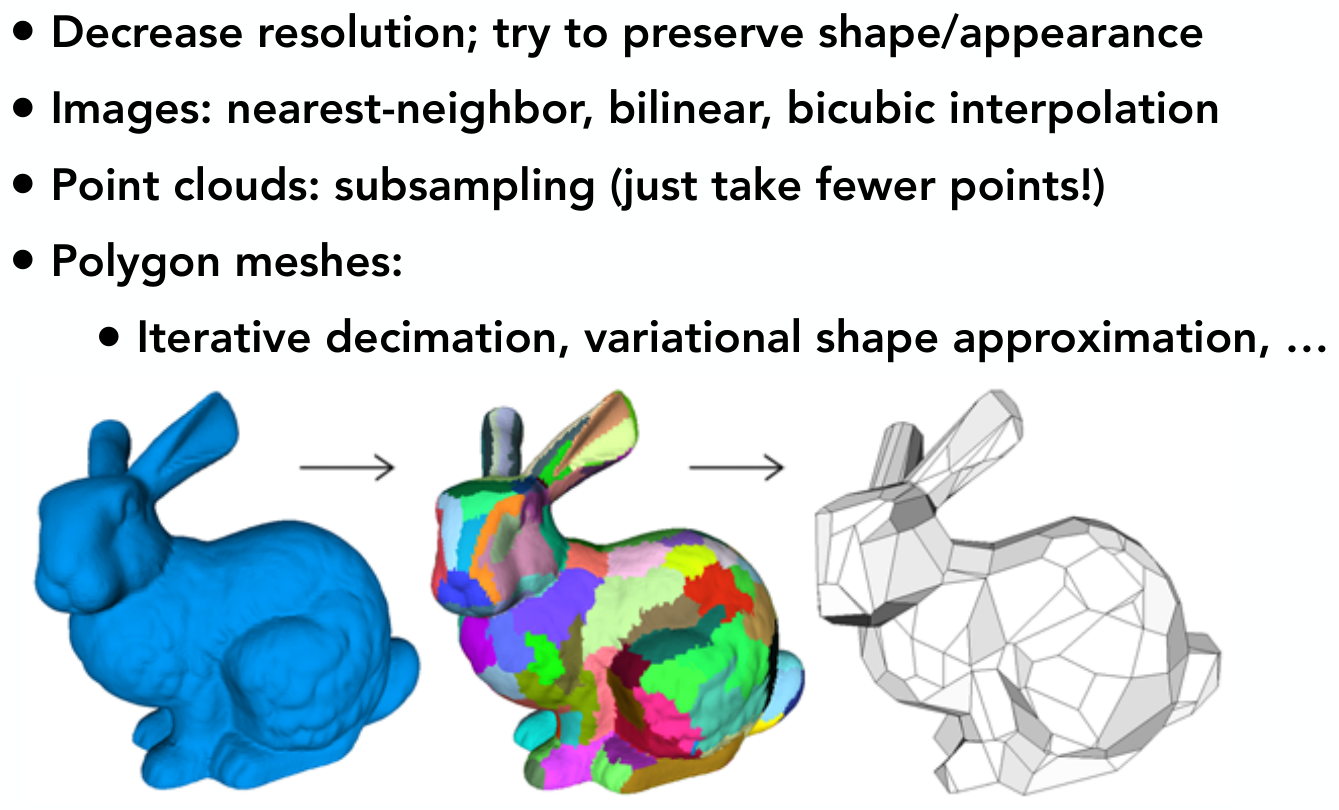 • Decrease resolution; try to preserve shape/appearance
• Images: nearest-neighbor, bilinear, bicubic interpolation
• Point clouds: subsampling (just take fewer points!)
• Polygon meshes:
• Iterative decimation, variational shape approximation, …